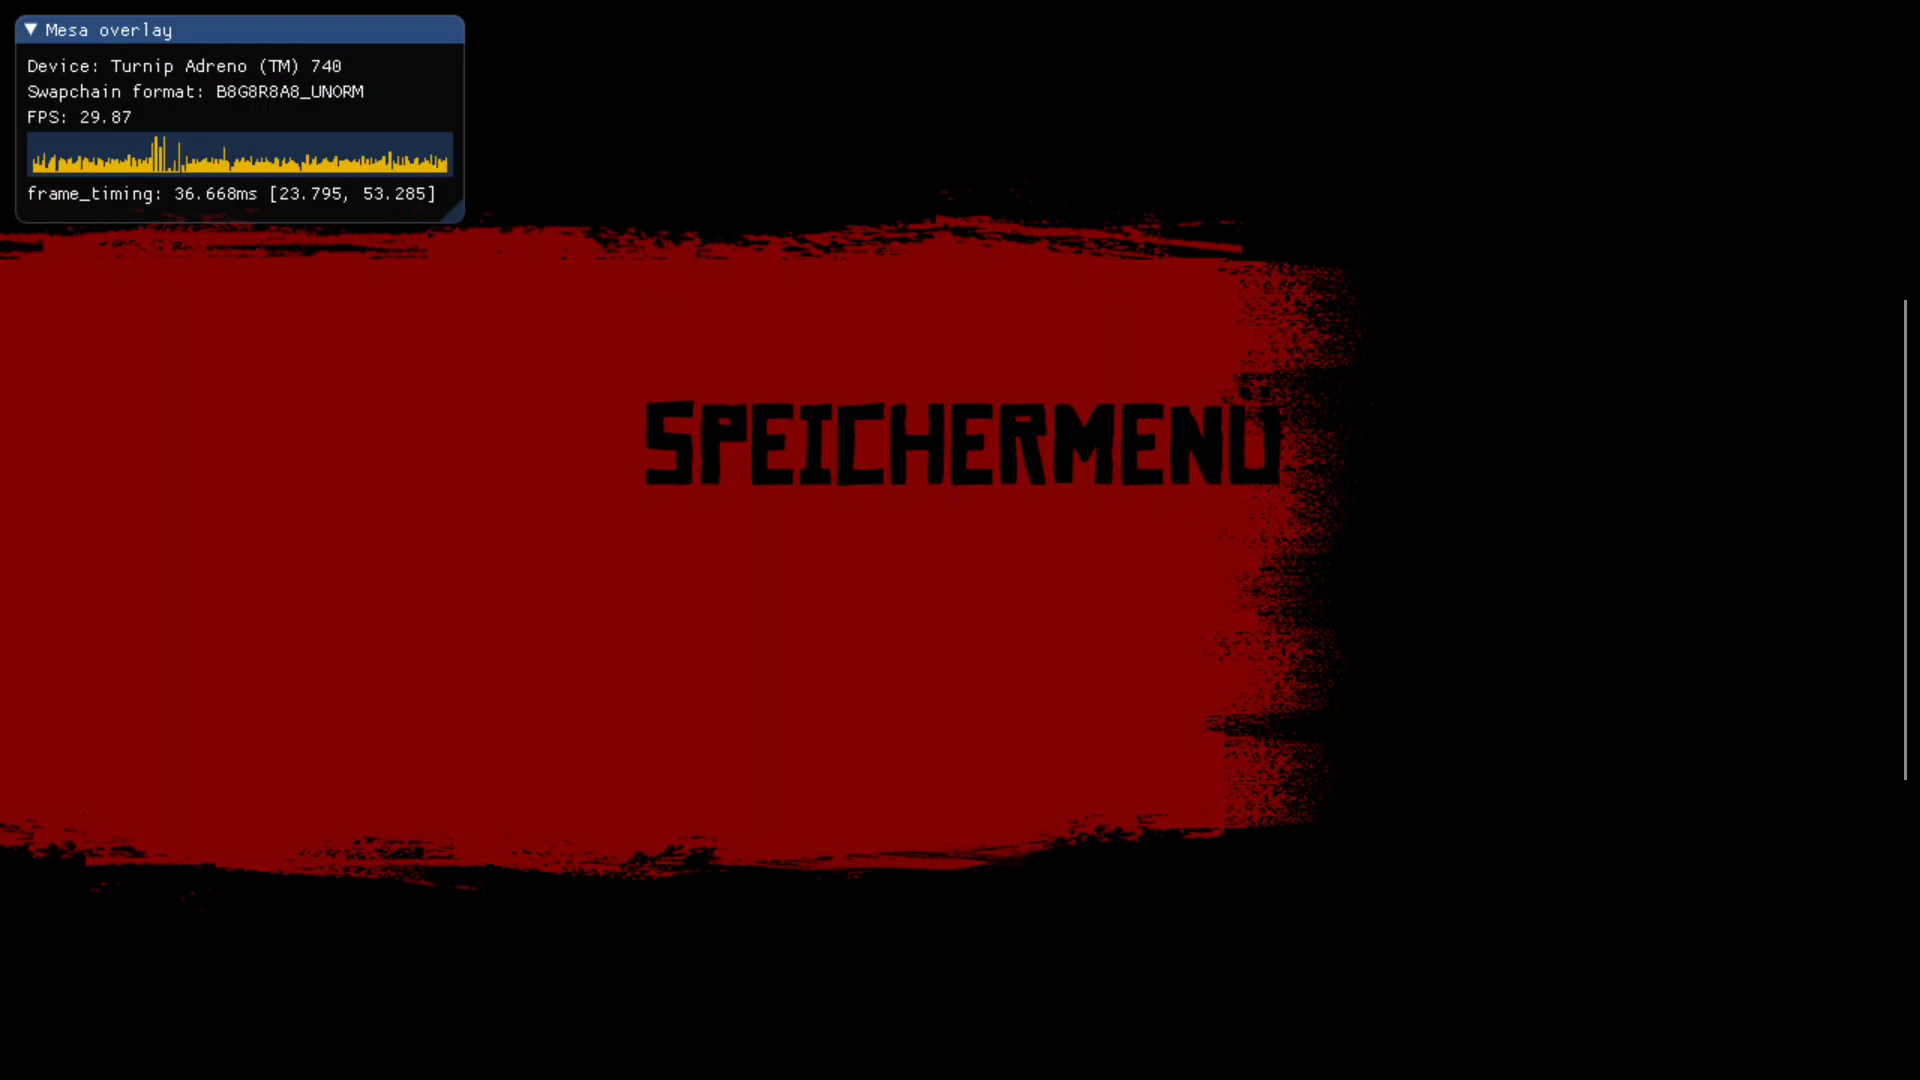 Mesa overlay
Device: Turnip Adreno (TM) 740
Swapchain format: B8G8R8A8_UNORM
FPS: 29.87
frame_timing: 36.668ms [23.795, 53.285]
SPEICHERMENÜ